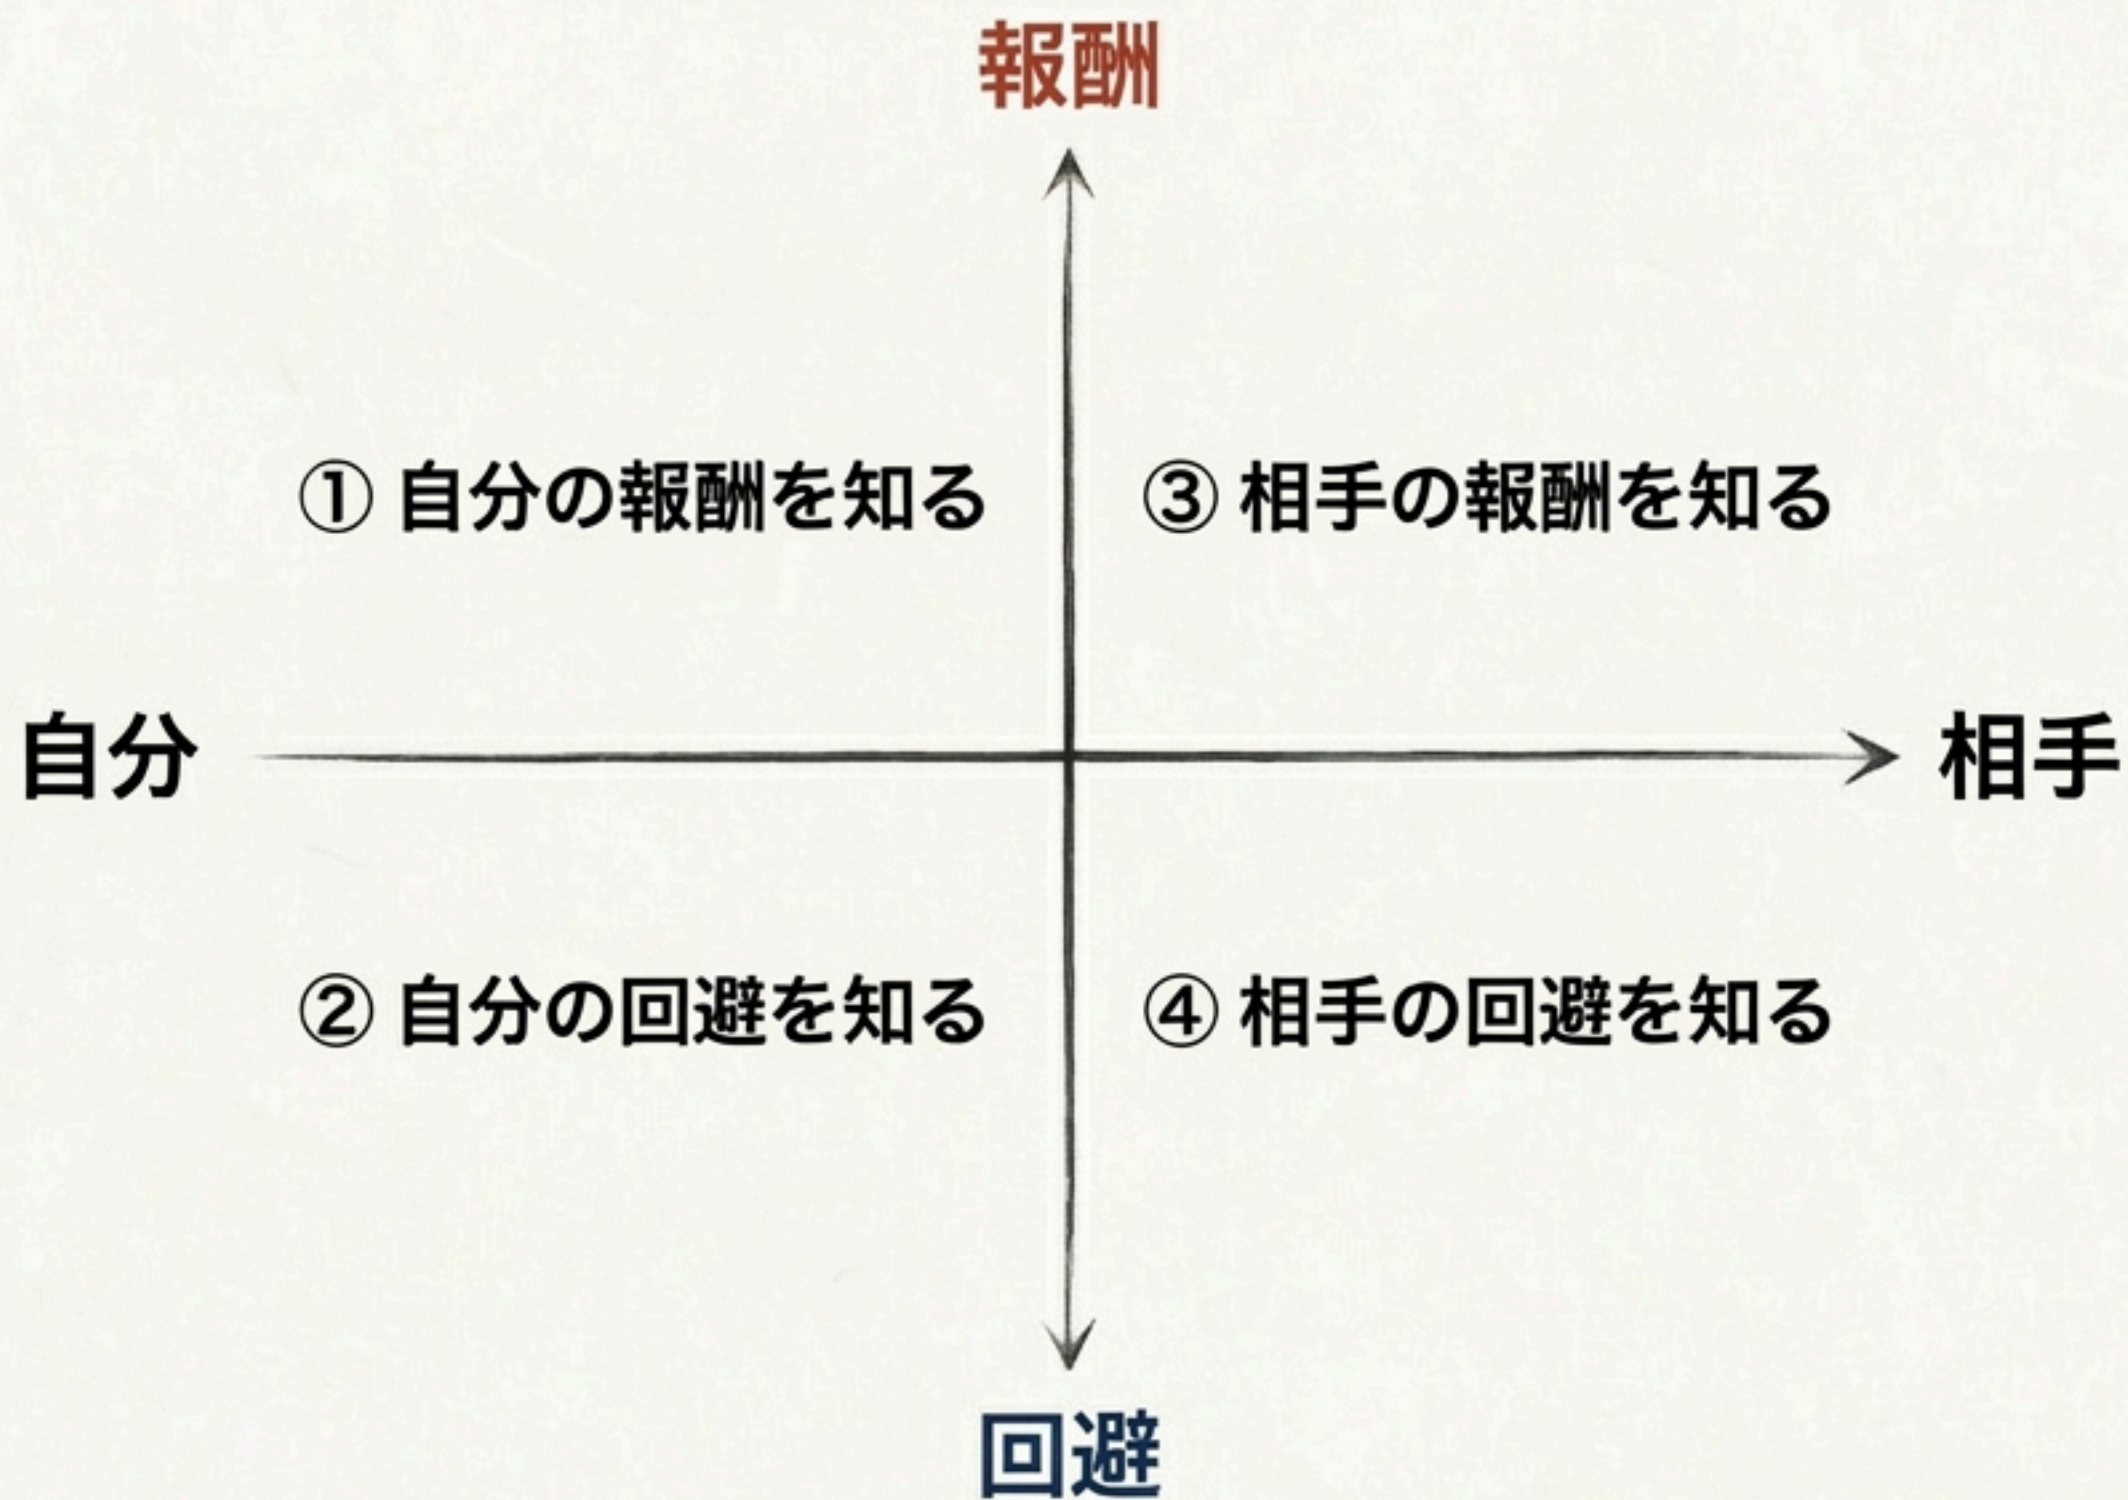 報酬
① 自分の報酬を知る
③ 相手の報酬を知る
自分
相手
② 自分の回避を知る
④ 相手の回避を知る
回避